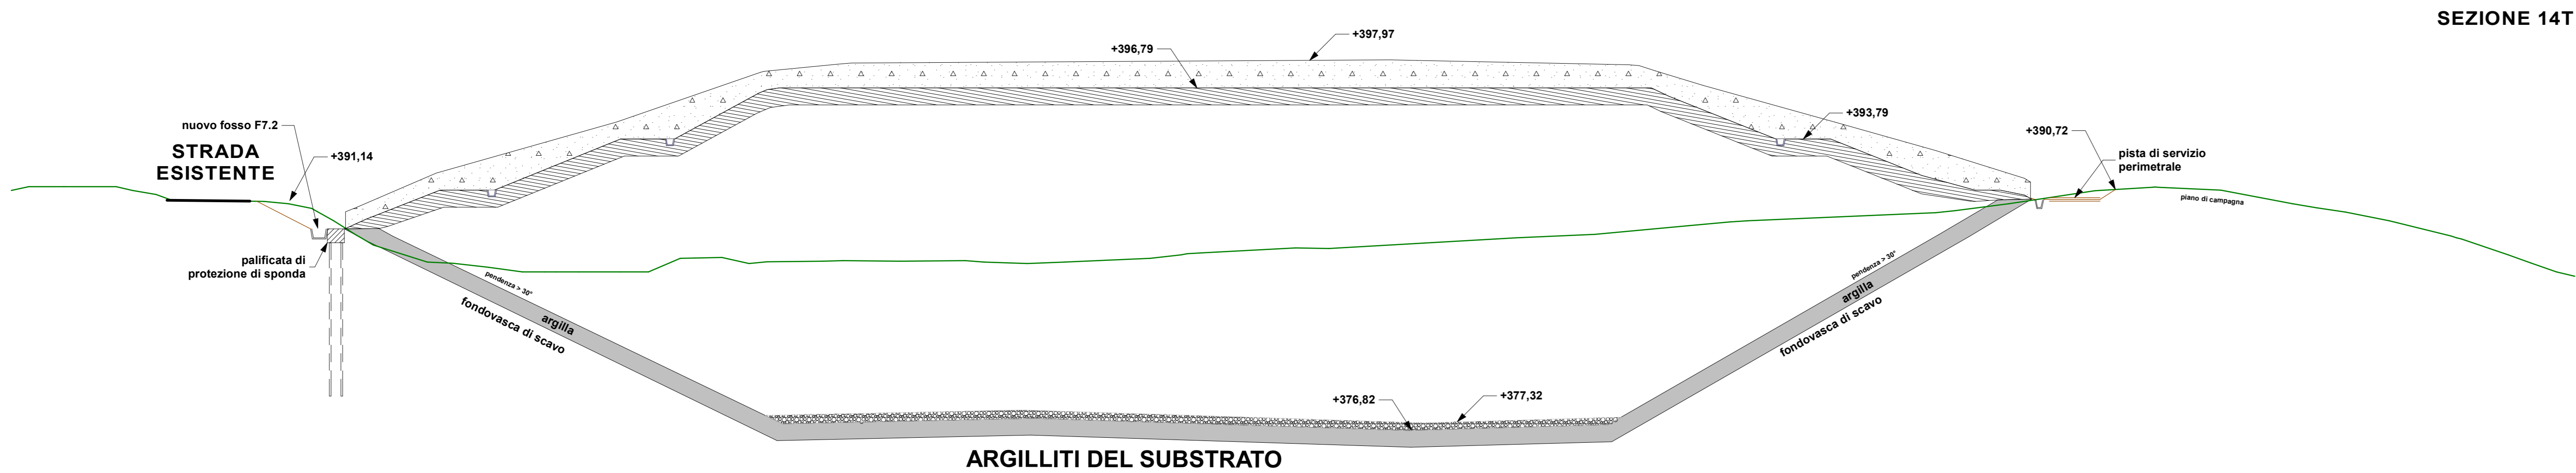 SEZIONE 14T
+397,97
+396,79
+393,79
nuovo fosso F7.2
STRADA
ESISTENTE
+391,14
+390,72
pista di servizio
perimetrale
piano di campagna
palificata di
protezione di sponda
pendenza > 30°
argilla
fondovasca di scavo
pendenza > 30°
argilla
fondovasca di scavo
+376,82
+377,32
ARGILLITI DEL SUBSTRATO